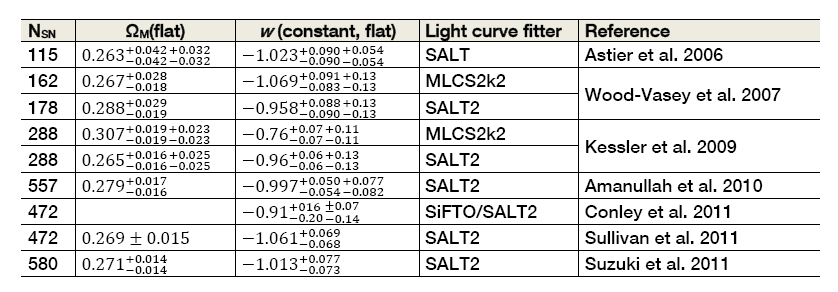 N_SN Ω_M(flat) w (constant, flat) Light curve fitter Reference
115 0.263^{+0.042}_{−0.042}^{+0.032}_{−0.032} −1.023^{+0.090}_{−0.090}^{+0.054}_{−0.054} SALT Astier et al. 2006
162 0.267^{+0.028}_{−0.018} −1.069^{+0.091}_{−0.083}^{+0.13}_{−0.13} MLCS2k2
Wood-Vasey et al. 2007
178 0.288^{+0.029}_{−0.019} −0.958^{+0.088}_{−0.090}^{+0.13}_{−0.13} SALT2
288 0.307^{+0.019}_{−0.019}^{+0.023}_{−0.023} −0.76^{+0.07}_{−0.07}^{+0.11}_{−0.11} MLCS2k2
Kessler et al. 2009
288 0.265^{+0.016}_{−0.016}^{+0.025}_{−0.025} −0.96^{+0.06}_{−0.06}^{+0.13}_{−0.13} SALT2
557 0.279^{+0.017}_{−0.016} −0.997^{+0.050}_{−0.054}^{+0.077}_{−0.082} SALT2 Amanullah et al. 2010
472 −0.91^{+016}_{−0.20}^{±0.07}_{−0.14} SiFTO/SALT2 Conley et al. 2011
472 0.269 ± 0.015 −1.061^{+0.069}_{−0.068} SALT2 Sullivan et al. 2011
580 0.271^{+0.014}_{−0.014} −1.013^{+0.077}_{−0.073} SALT2 Suzuki et al. 2011